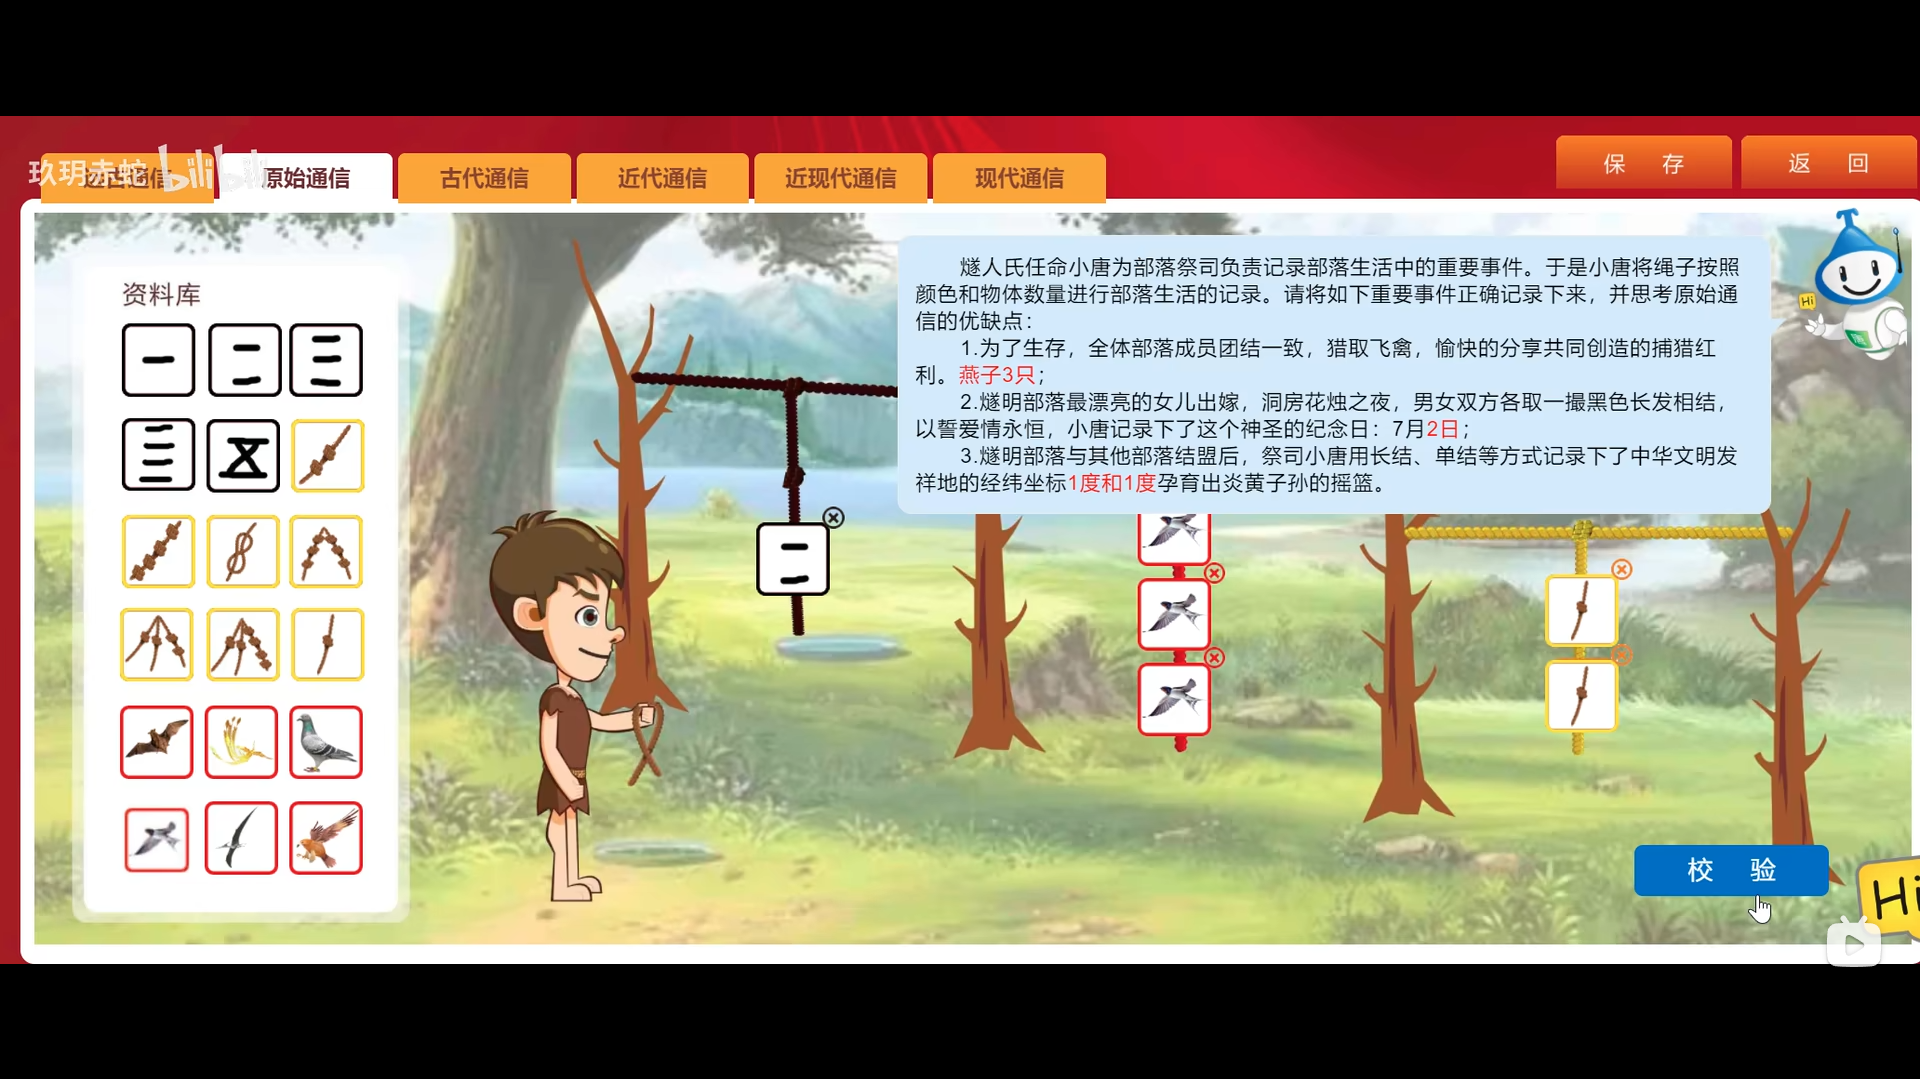 玖玥赤蛇 bilibili
原始通信
古代通信
近代通信
近现代通信
现代通信
保 存
返 回
资料库
一
二
三
五
二
Hi
燧人氏任命小唐为部落祭司负责记录部落生活中的重要事件。于是小唐将绳子按照
颜色和物体数量进行部落生活的记录。请将如下重要事件正确记录下来，并思考原始通
信的优缺点：
1.为了生存，全体部落成员团结一致，猎取飞禽，愉快的分享共同创造的捕猎红
利。燕子3只；
2.燧明部落最漂亮的女儿出嫁，洞房花烛之夜，男女双方各取一撮黑色长发相结，
以誓爱情永恒，小唐记录下了这个神圣的纪念日：7月2日；
3.燧明部落与其他部落结盟后，祭司小唐用长结、单结等方式记录下了中华文明发
祥地的经纬坐标1度和1度孕育出炎黄子孙的摇篮。
校 验
Hi